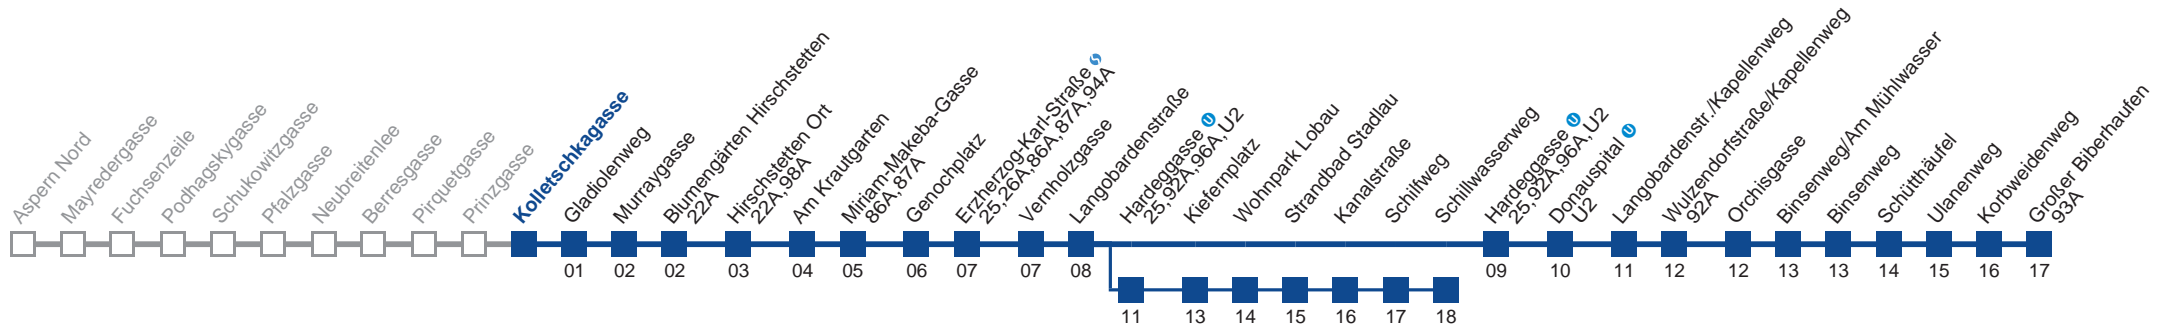 Aspern Nord
Mayredergasse
Fuchsenzeile
Podhagskygasse
Schukowitzgasse
Pfalzgasse
Neubreitenlee
Berresgasse
Pirquetgasse
Prinzgasse
Kolletschkagasse
Gladiolenweg
Murraygasse
Blumengärten Hirschstetten
22A
Hirschstetten Ort
22A, 98A
Am Krautgarten
Miriam-Makeba-Gasse
86A, 87A
Genochplatz
Erzherzog-Karl-Straße S
25, 26A, 86A, 87A, 94A
Vernholzgasse
Langobardenstraße
Hardeggasse U
25, 92A, 96A, U2
Kiefernplatz
Wohnpark Lobau
Strandbad Stadlau
Kanalstraße
Schilfweg
Schillwasserweg
Hardeggasse U
25, 92A, 96A, U2
Donauspital U
U2
Langobardenstr./Kapellenweg
Wulzendorfstraße/Kapellenweg
92A
Orchisgasse
Binsenweg/Am Mühlwasser
Binsenweg
Schütthäufel
Ulanenweg
Korbweidenweg
Großer Biberhaufen
93A
01 02 02 03 04 05 06 07 07 08 09 10 11 12 12 13 13 14 15 16 17
11 13 14 15 16 17 18